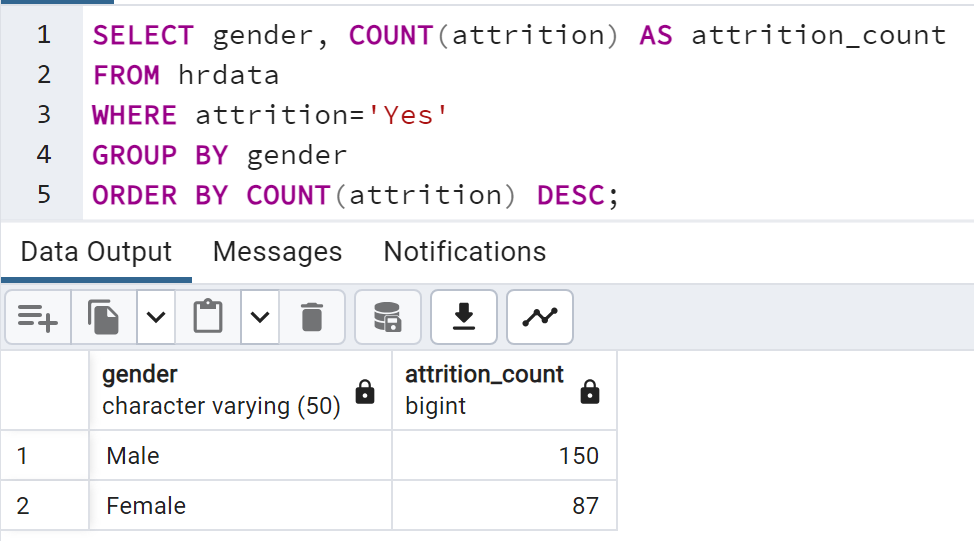 1 SELECT gender, COUNT(attrition) AS attrition_count
2 FROM hrdata
3 WHERE attrition='Yes'
4 GROUP BY gender
5 ORDER BY COUNT(attrition) DESC;
Data Output Messages Notifications
gender attrition_count
character varying (50) bigint
1 Male 150
2 Female 87